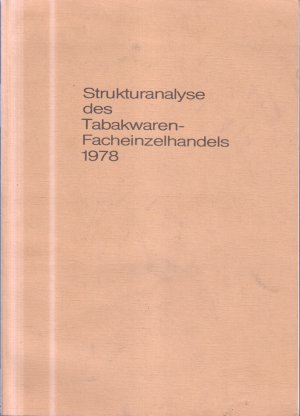 Strukturanalyse
des
Tabakwaren-
Facheinzelhandels
1978